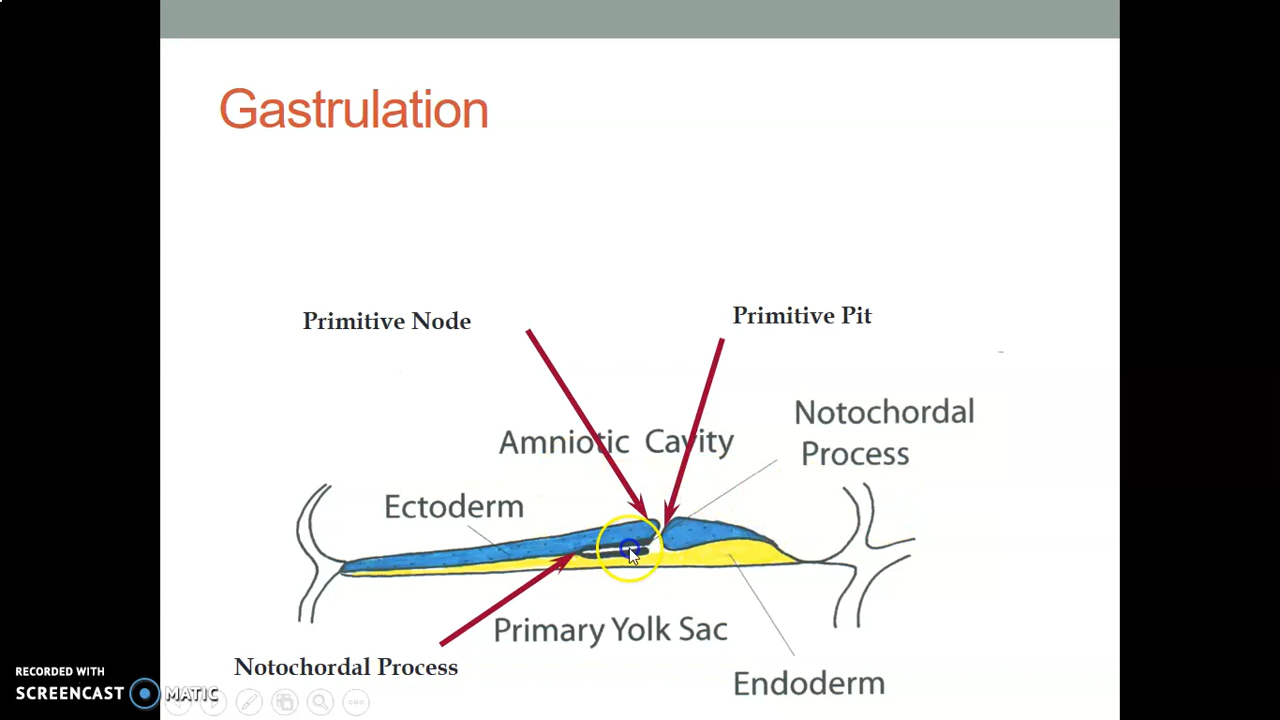 Gastrulation
Primitive Node
Primitive Pit
Notochordal
Process
Amniotic Cavity
Ectoderm
Primary Yolk Sac
Notochordal Process
Endoderm
RECORDED WITH
SCREENCAST MATIC